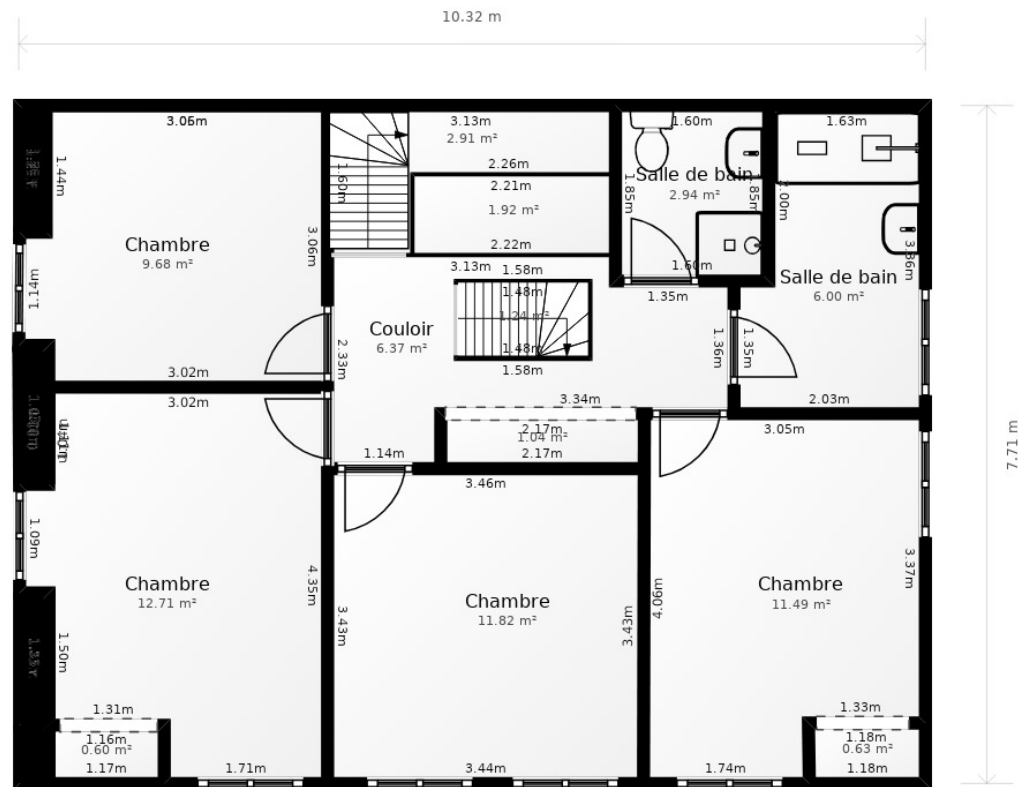 10.32 m
3.05m
3.13m
2.91 m²
1.60m
1.63m
1.44m
1.60m
2.26m
2.21m
1.92 m²
2.22m
Salle de bain
2.94 m²
1.85m
1.85m
2.00m
1.60m
3.06m
Chambre
9.68 m²
1.14m
3.02m
3.13m
1.58m
1.48m
1.24 m²
1.48m
1.58m
Couloir
6.37 m²
2.33m
1.35m
1.36m
1.35m
Salle de bain
6.00 m²
3.86m
2.03m
3.02m
3.34m
2.17m
1.04 m²
2.17m
1.14m
3.46m
3.05m
7.71 m
1.09m
Chambre
12.71 m²
4.35m
1.50m
3.43m
Chambre
11.82 m²
3.43m
4.06m
Chambre
11.49 m²
3.37m
1.31m
1.16m
0.60 m²
1.17m
1.71m
3.44m
1.74m
1.33m
1.18m
0.63 m²
1.18m